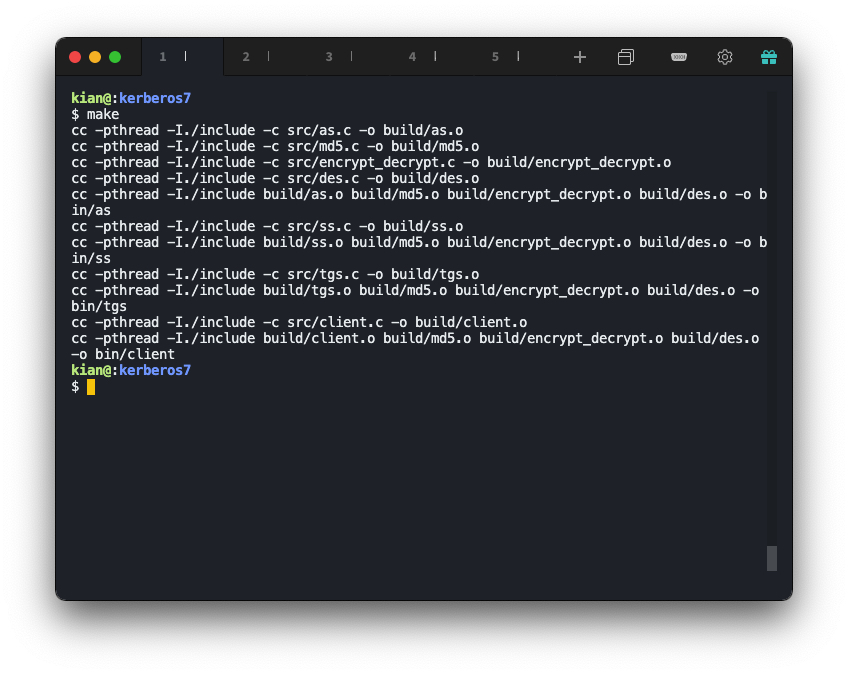 1
2
3
4
5
kian@:kerberos7
$ make
cc -pthread -I./include -c src/as.c -o build/as.o
cc -pthread -I./include -c src/md5.c -o build/md5.o
cc -pthread -I./include -c src/encrypt_decrypt.c -o build/encrypt_decrypt.o
cc -pthread -I./include -c src/des.c -o build/des.o
cc -pthread -I./include build/as.o build/md5.o build/encrypt_decrypt.o build/des.o -o b
in/as
cc -pthread -I./include -c src/ss.c -o build/ss.o
cc -pthread -I./include build/ss.o build/md5.o build/encrypt_decrypt.o build/des.o -o b
in/ss
cc -pthread -I./include -c src/tgs.c -o build/tgs.o
cc -pthread -I./include build/tgs.o build/md5.o build/encrypt_decrypt.o build/des.o -o
bin/tgs
cc -pthread -I./include -c src/client.c -o build/client.o
cc -pthread -I./include build/client.o build/md5.o build/encrypt_decrypt.o build/des.o
-o bin/client
kian@:kerberos7
$